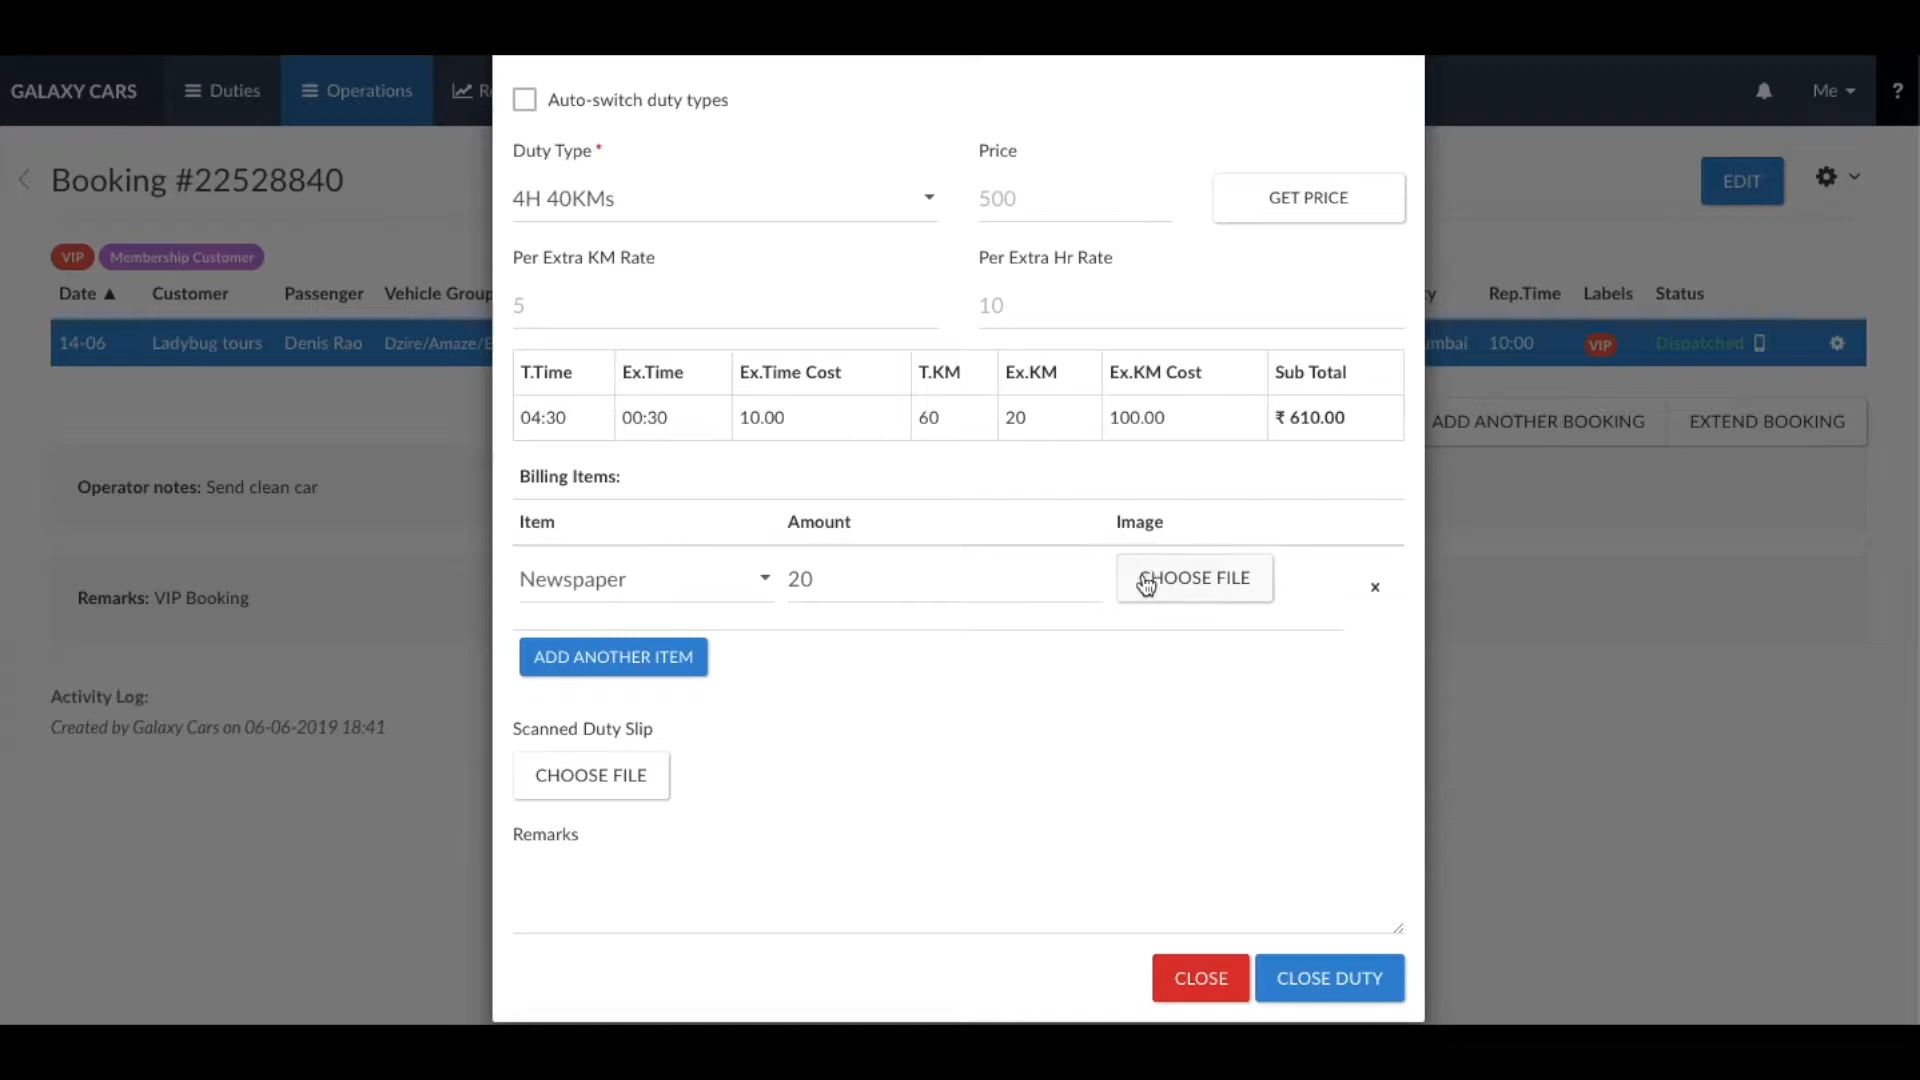 GALAXY CARS Duties Operations Me ?
Auto-switch duty types
Duty Type * Price
Booking #22528840 EDIT
4H 40KMs 500 GET PRICE
VIP Membership Customer
Per Extra KM Rate Per Extra Hr Rate
Date ▲ Customer Passenger Vehicle Group Rep.Time Labels Status
5 10
14-06 Ladybug tours Denis Rao Dzire/Amaze/E mbai 10:00 VIP Dispatched
T.Time Ex.Time Ex.Time Cost T.KM Ex.KM Ex.KM Cost Sub Total
04:30 00:30 10.00 60 20 100.00 ₹ 610.00
ADD ANOTHER BOOKING EXTEND BOOKING
Billing Items:
Operator notes: Send clean car
Item Amount Image
Newspaper 20 CHOOSE FILE x
Remarks: VIP Booking
ADD ANOTHER ITEM
Activity Log:
Created by Galaxy Cars on 06-06-2019 18:41
Scanned Duty Slip
CHOOSE FILE
Remarks
CLOSE CLOSE DUTY